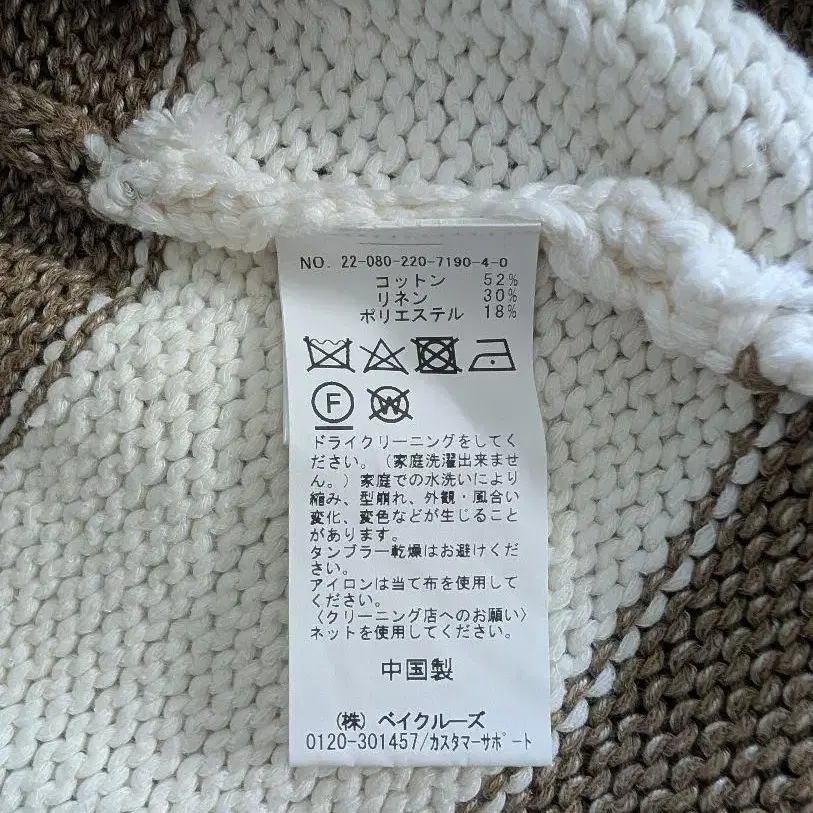 NO. 22-080-220-7190-4-0
コットン 52%
リネン 30%
ポリエステル 18%
F W
ドライクリーニングをしてく
ださい。(家庭洗濯出来ませ
ん。)家庭での水洗いにより
縮み、型崩れ、外観・風合い
変化、変色などが生じること
があります。
タンブラー乾燥はお避けくだ
さい。
アイロンは当て布を使用して
ください。
〈クリーニング店へのお願い〉
ネットを使用してください。
中国製
(株) ベイクルーズ
0120-301457/カスタマーサポート